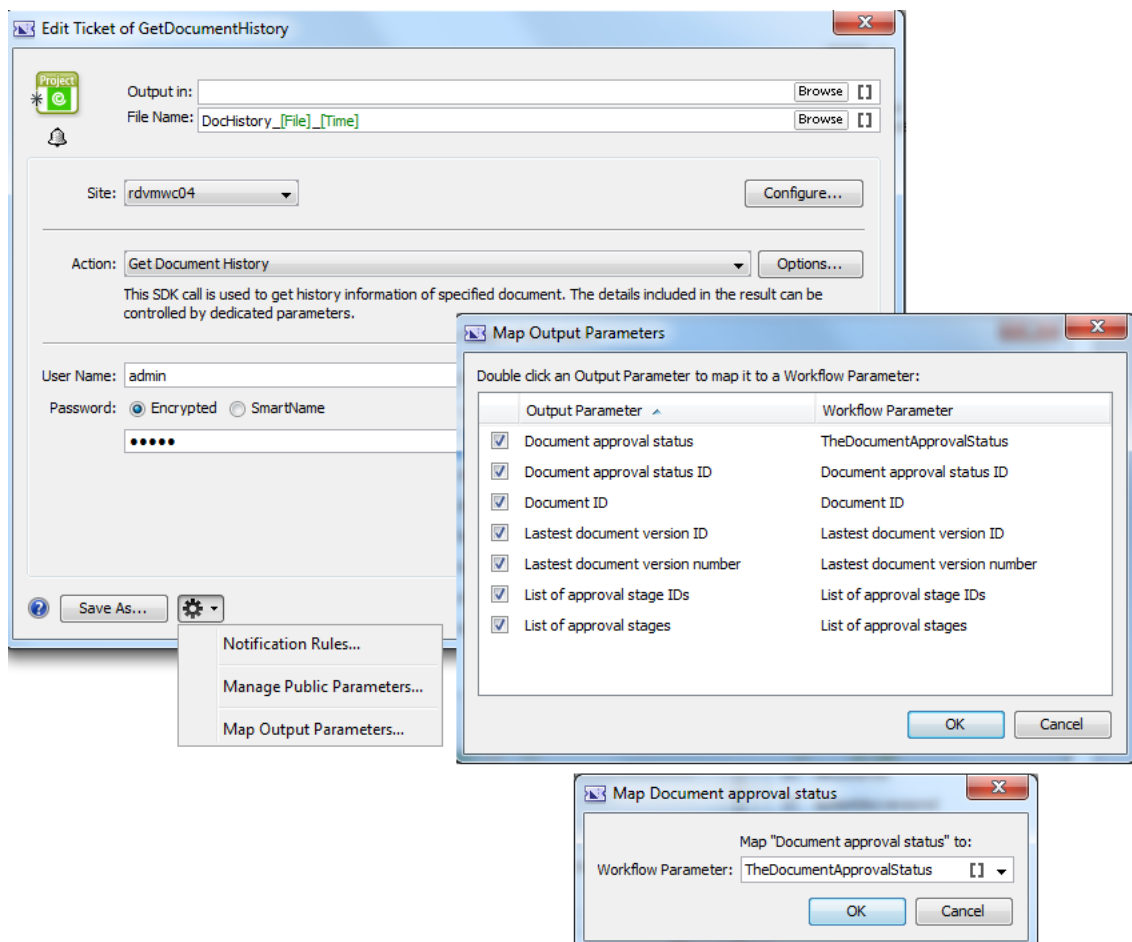 Edit Ticket of GetDocumentHistory
Project
Output in:
Browse []
File Name: DocHistory_[File]_[Time]
Browse []
Site: rdvmwc04
Configure...
Action: Get Document History
Options...
This SDK call is used to get history information of specified document. The details included in the result can be
controlled by dedicated parameters.
User Name: admin
Password: Encrypted SmartName
•••••
Save As...
Notification Rules...
Manage Public Parameters...
Map Output Parameters...
Map Output Parameters
Double click an Output Parameter to map it to a Workflow Parameter:
Output Parameter Workflow Parameter
Document approval status TheDocumentApprovalStatus
Document approval status ID Document approval status ID
Document ID Document ID
Lastest document version ID Lastest document version ID
Lastest document version number Lastest document version number
List of approval stage IDs List of approval stage IDs
List of approval stages List of approval stages
OK Cancel
Map Document approval status
Map "Document approval status" to:
Workflow Parameter: TheDocumentApprovalStatus []
OK Cancel